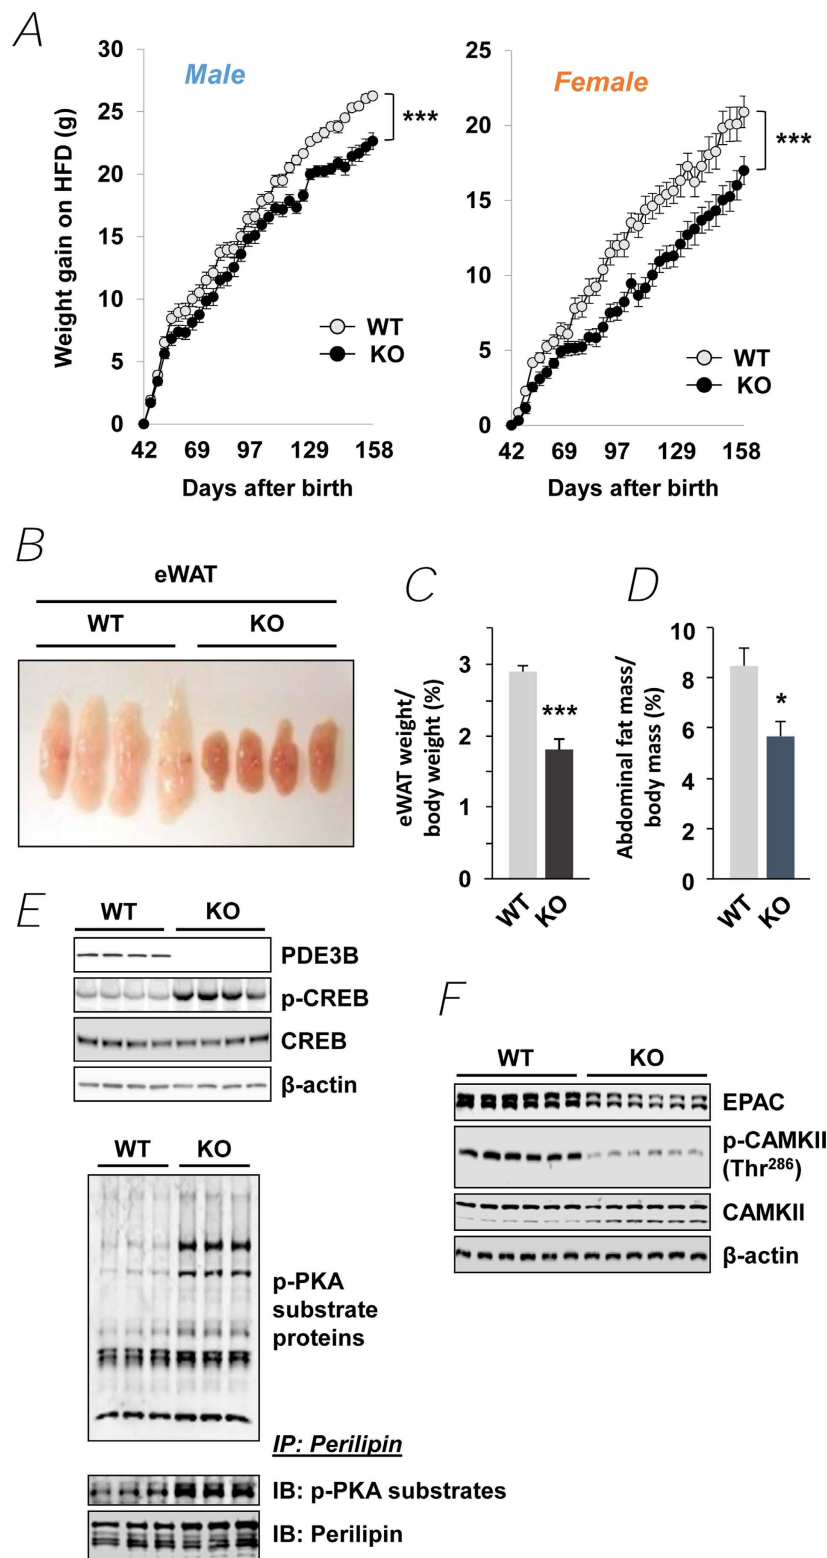 A
Male
Weight gain on HFD (g)
30
25
20
15
10
5
0
***
WT
KO
42 69 97 129 158
Days after birth
Female
25
20
15
10
5
0
***
WT
KO
42 69 97 129 158
Days after birth
B
eWAT
WT KO
C
eWAT weight/
body weight (%)
3
2
1
0
***
WT KO
D
Abdominal fat mass/
body mass (%)
10
8
6
4
2
0
*
WT KO
E
WT KO
PDE3B
p-CREB
CREB
β-actin
WT KO
p-PKA
substrate
proteins
IP: Perilipin
IB: p-PKA substrates
IB: Perilipin
F
WT KO
EPAC
p-CAMKII
(Thr²⁸⁶)
CAMKII
β-actin